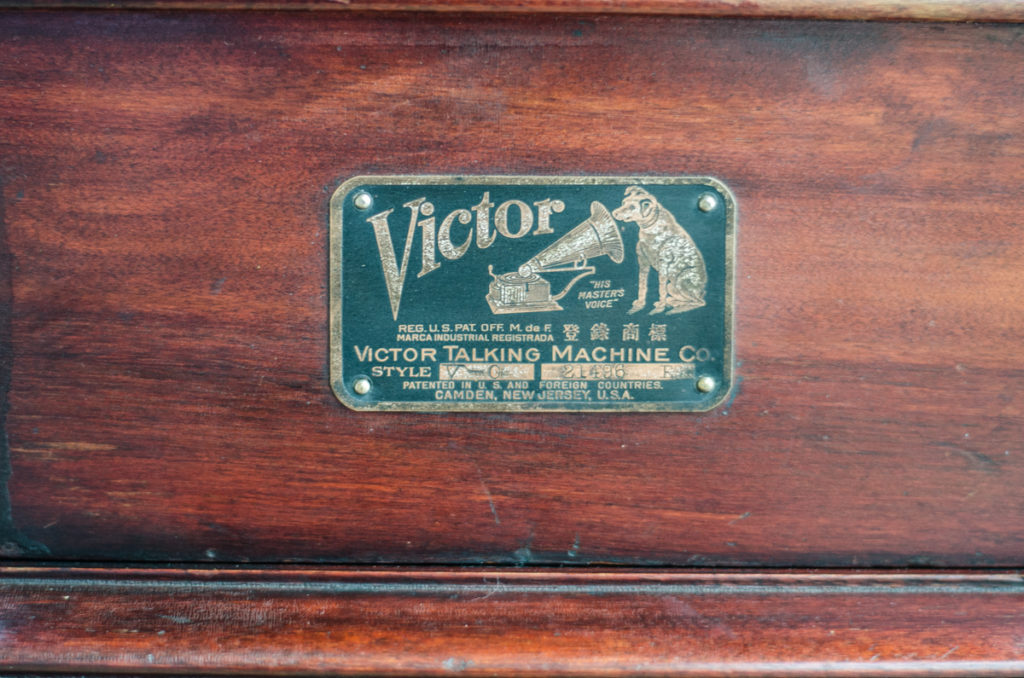 Victor
"HIS
MASTER'S
VOICE"
REG. U.S. PAT. OFF. M. de F. 登錄商標
MARCA INDUSTRIAL REGISTRADA
VICTOR TALKING MACHINE CO.
STYLE V-C 21496 F
PATENTED IN U.S. AND FOREIGN COUNTRIES.
CAMDEN, NEW JERSEY, U.S.A.